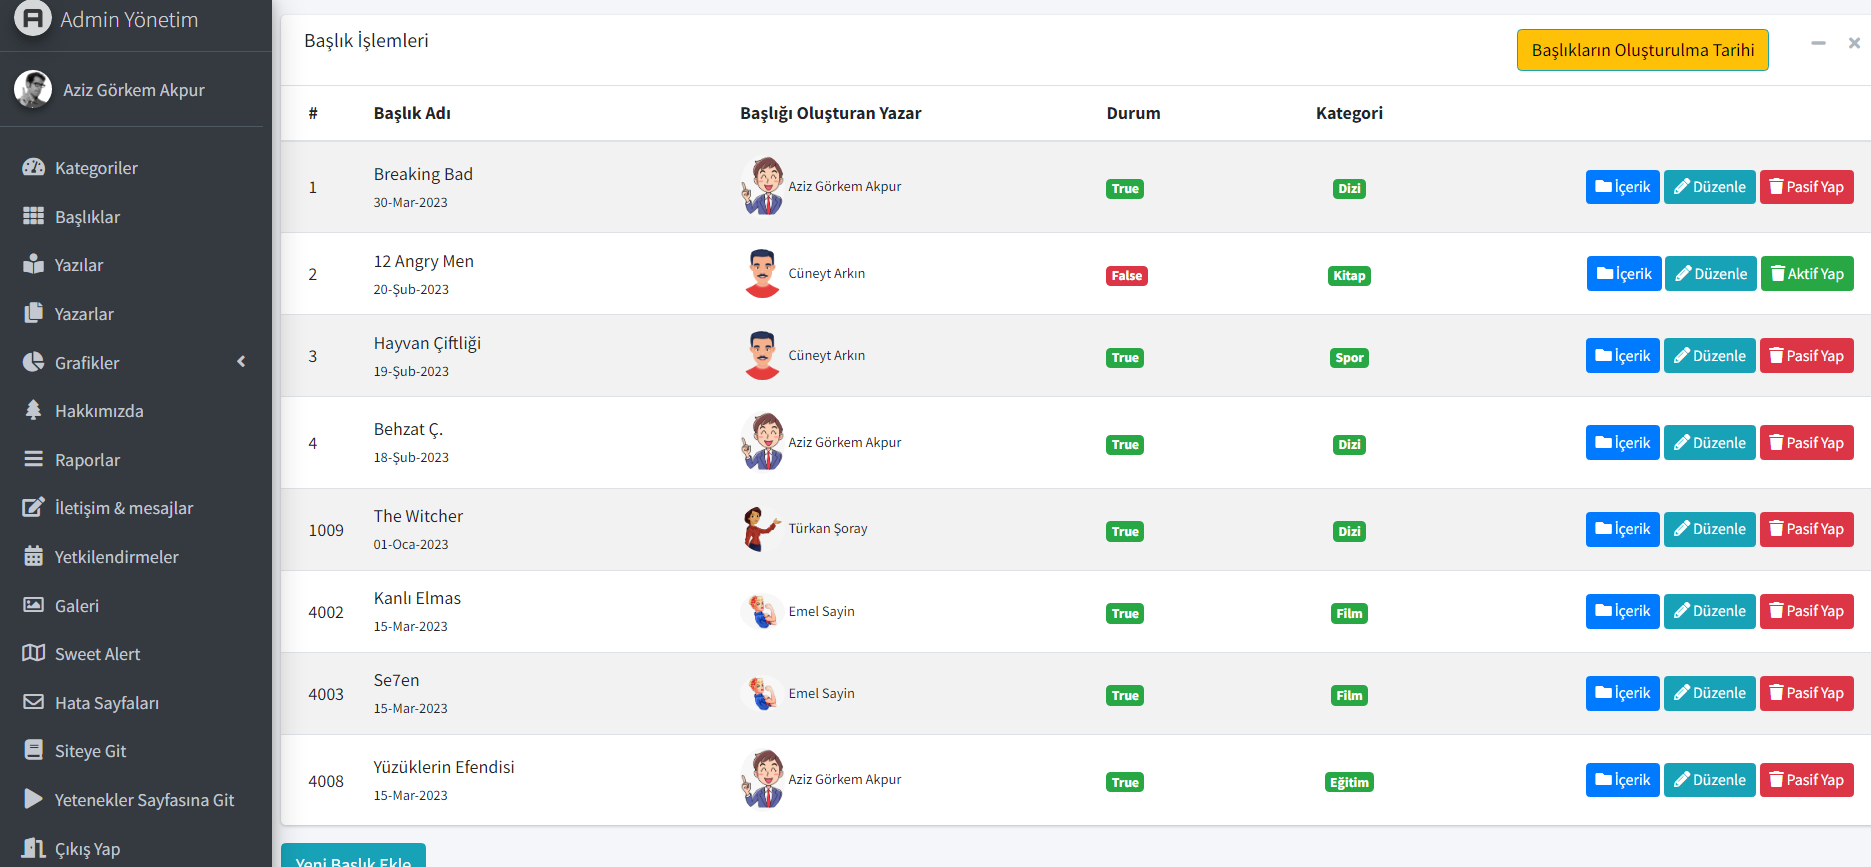 Admin Yönetim
Aziz Görkem Akpur
Kategoriler
Başlıklar
Yazılar
Yazarlar
Grafikler
Hakkımızda
Raporlar
İletişim & mesajlar
Yetkilendirmeler
Galeri
Sweet Alert
Hata Sayfaları
Siteye Git
Yetenekler Sayfasına Git
Çıkış Yap
Başlık İşlemleri
Başlıkların Oluşturulma Tarihi
# Başlık Adı Başlığı Oluşturan Yazar Durum Kategori
1 Breaking Bad Aziz Görkem Akpur True Dizi İçerik Düzenle Pasif Yap
30-Mar-2023
2 12 Angry Men Cüneyt Arkın False Kitap İçerik Düzenle Aktif Yap
20-Şub-2023
3 Hayvan Çiftliği Cüneyt Arkın True Spor İçerik Düzenle Pasif Yap
19-Şub-2023
4 Behzat Ç. Aziz Görkem Akpur True Dizi İçerik Düzenle Pasif Yap
18-Şub-2023
1009 The Witcher Türkan Şoray True Dizi İçerik Düzenle Pasif Yap
01-Oca-2023
4002 Kanlı Elmas Emel Sayin True Film İçerik Düzenle Pasif Yap
15-Mar-2023
4003 Se7en Emel Sayin True Film İçerik Düzenle Pasif Yap
15-Mar-2023
4008 Yüzüklerin Efendisi Aziz Görkem Akpur True Eğitim İçerik Düzenle Pasif Yap
15-Mar-2023
Yeni Başlık Ekle